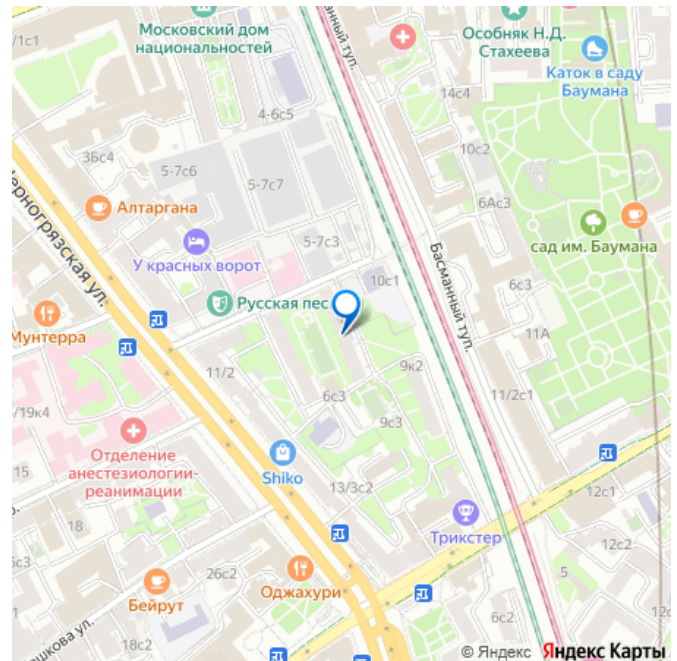 /1с1
Московский дом
национальностей
Особняк Н.Д.
Стахеева
Каток в саду
Баумана
14с4
4-6с5
3Бс4
5-7с6
10с2
5-7с7
Алтаргана
6Ас3
сад им. Баумана
5-7с3
У красных ворот
Басманный туп.
6с3
10с1
Русская пес
11А
Мунтерра
9к2
11/2
11/2с1
6с3
/19к4
9с3
Отделение
анестезиологии-
реанимации
15
Shiko
13/3с2
12с1
18
Трикстер
12с2
26с2
Оджахури
5
Бейрут
6с2
18с2
© Яндекс Яндекс Карты